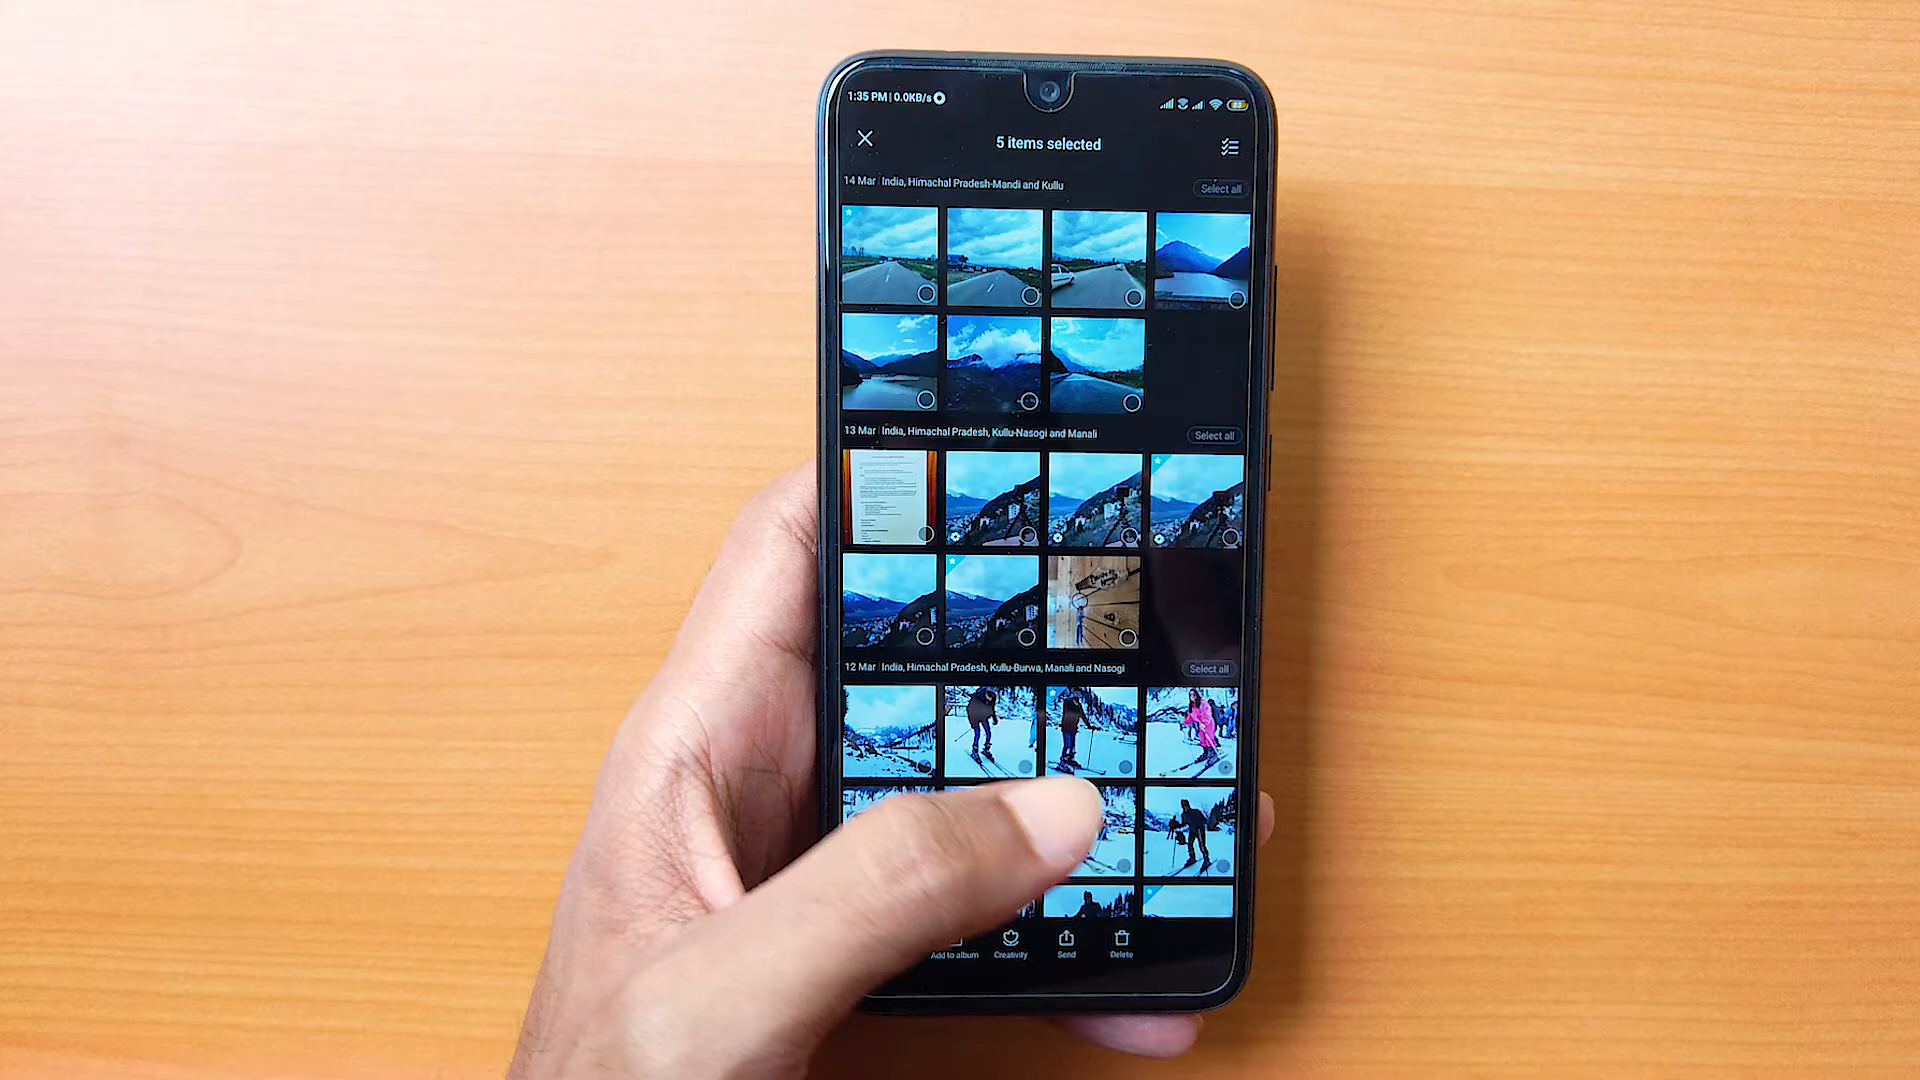 1:35 PM | 0.0KB/s
83
5 items selected
14 Mar | India, Himachal Pradesh-Mandi and Kullu
Select all
13 Mar | India, Himachal Pradesh, Kullu-Nasogi and Manali
Select all
12 Mar | India, Himachal Pradesh, Kullu-Burwa, Manali and Nasogi
Select all
Add to album
Creativity
Send
Delete